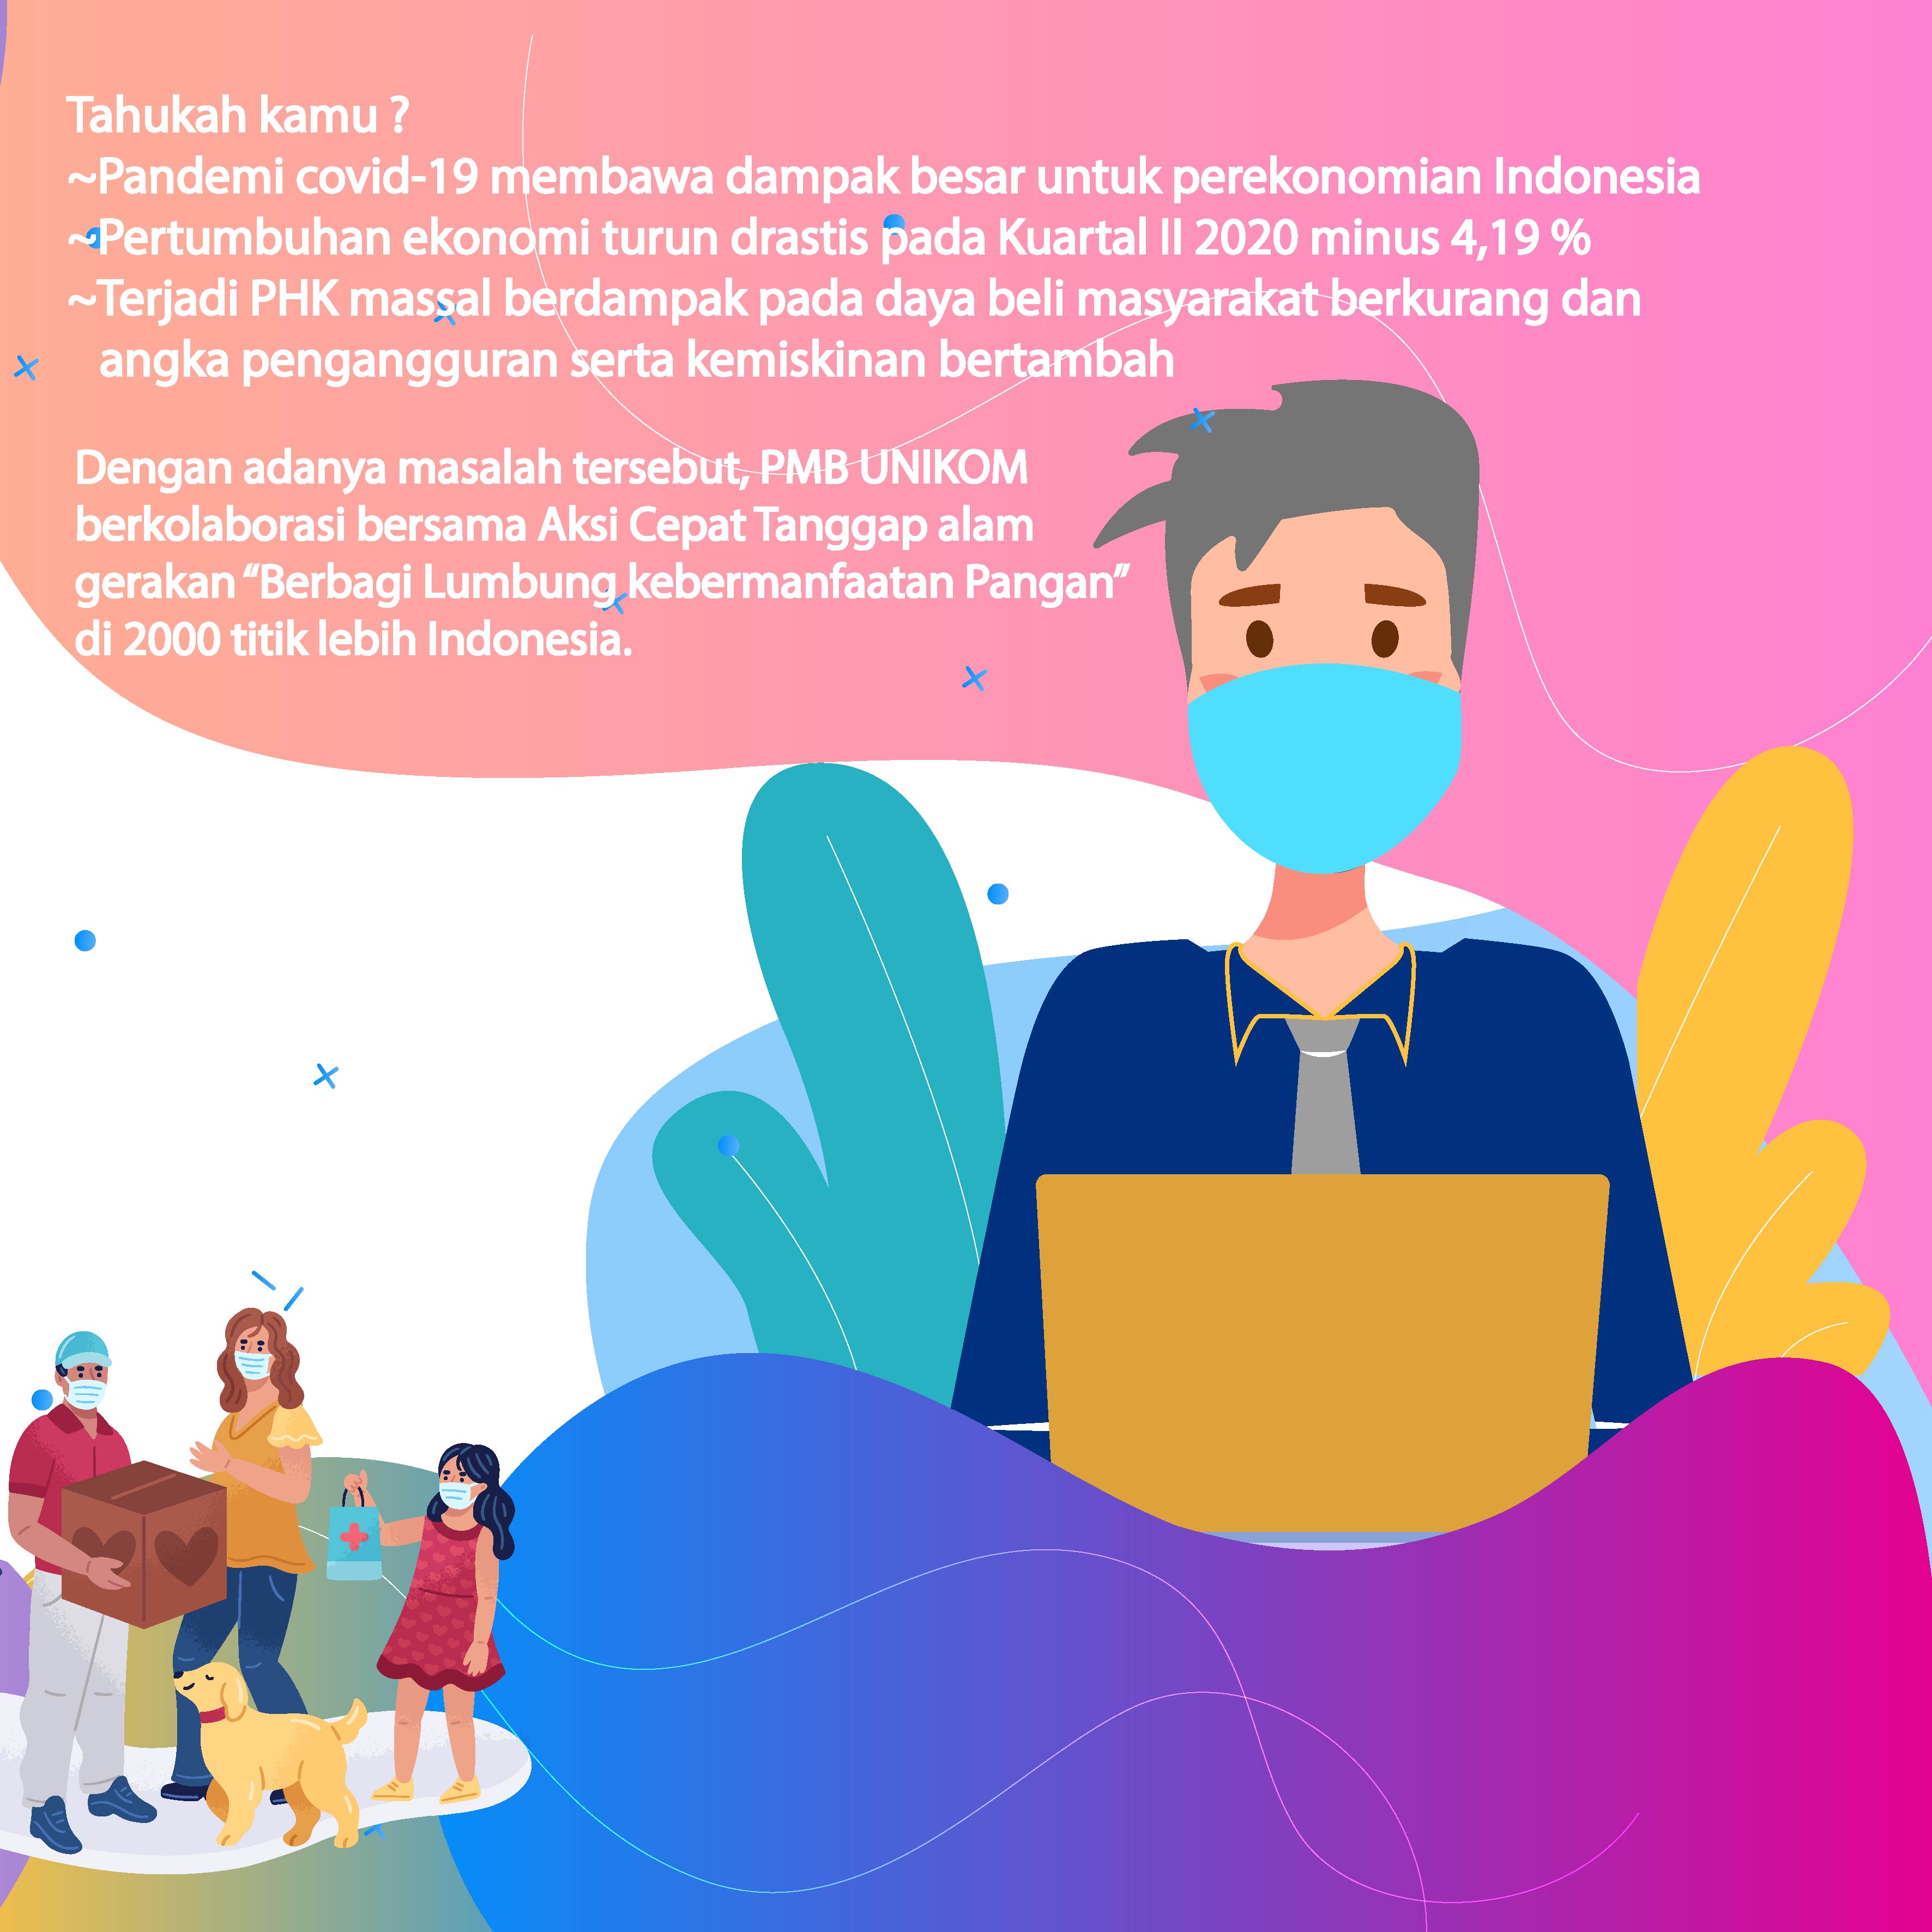 Tahukah kamu ?
~Pandemi covid-19 membawa dampak besar untuk perekonomian Indonesia
~Pertumbuhan ekonomi turun drastis pada Kuartal II 2020 minus 4,19 %
~Terjadi PHK massal berdampak pada daya beli masyarakat berkurang dan
angka pengangguran serta kemiskinan bertambah
Dengan adanya masalah tersebut, PMB UNIKOM
berkolaborasi bersama Aksi Cepat Tanggap alam
gerakan “Berbagi Lumbung kebermanfaatan Pangan”
di 2000 titik lebih Indonesia.